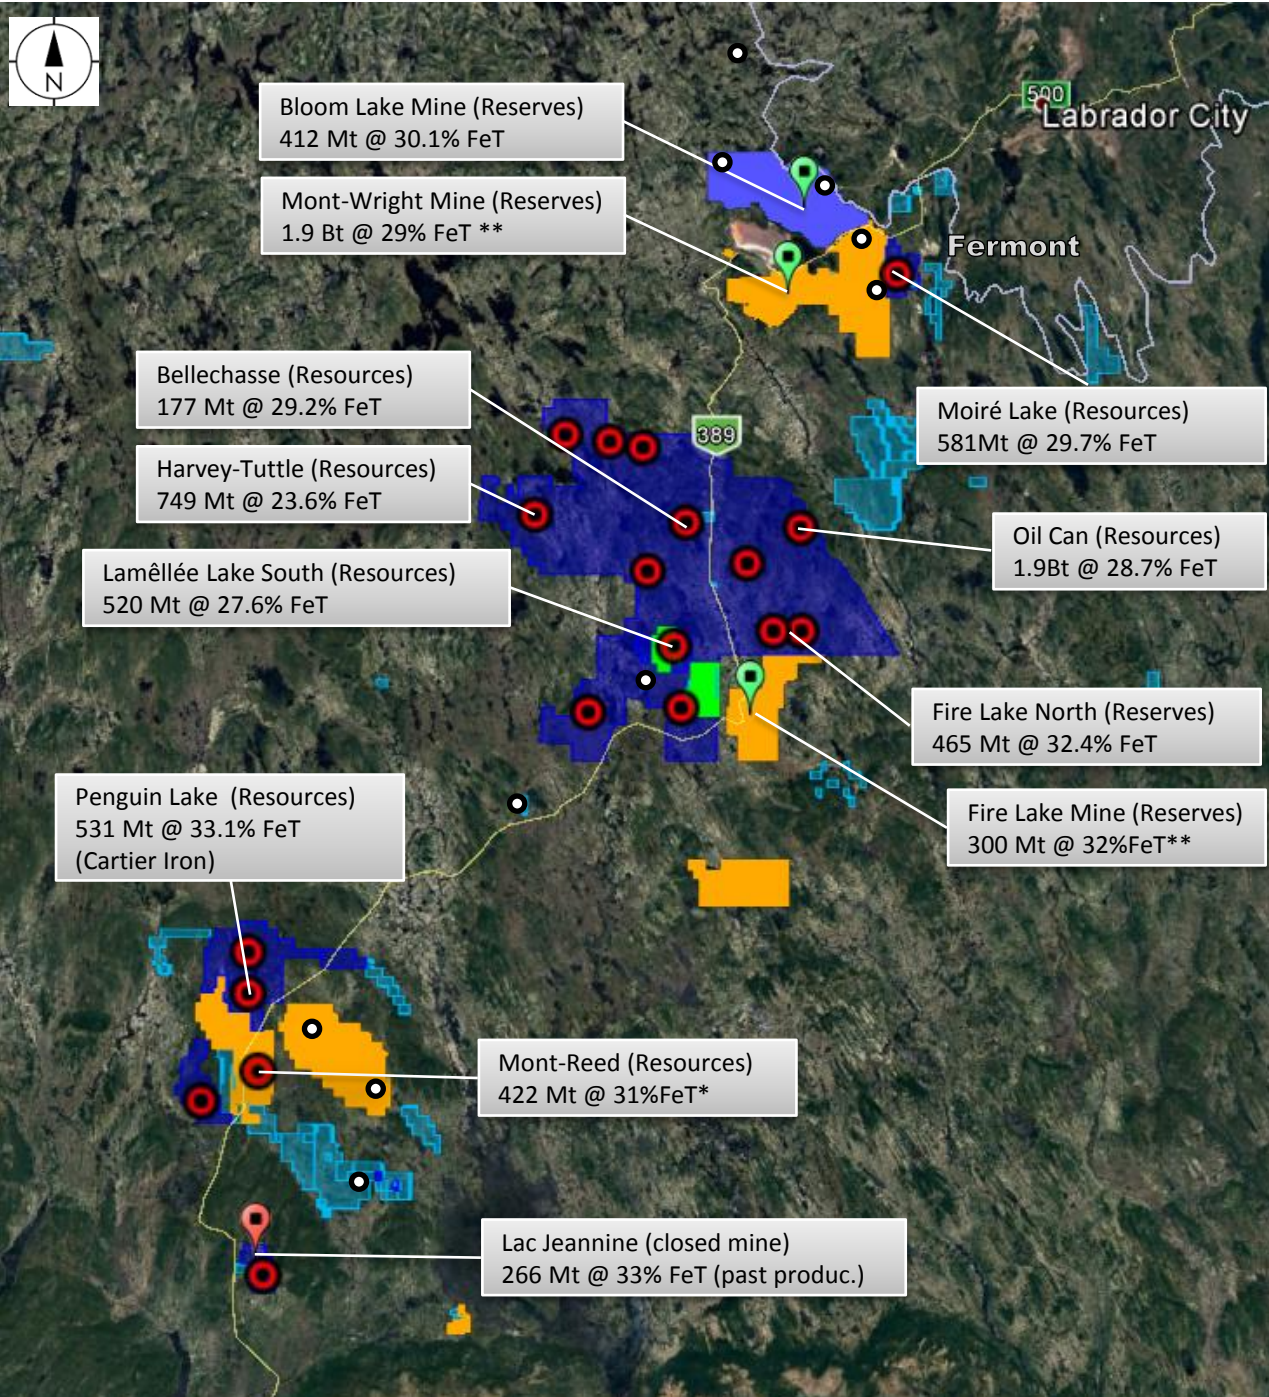 N
Bloom Lake Mine (Reserves)
412 Mt @ 30.1% FeT
500
Labrador City
Mont-Wright Mine (Reserves)
1.9 Bt @ 29% FeT **
Fermont
Bellechasse (Resources)
177 Mt @ 29.2% FeT
389
Moiré Lake (Resources)
581Mt @ 29.7% FeT
Harvey-Tuttle (Resources)
749 Mt @ 23.6% FeT
Oil Can (Resources)
1.9Bt @ 28.7% FeT
Lamêllée Lake South (Resources)
520 Mt @ 27.6% FeT
Fire Lake North (Reserves)
465 Mt @ 32.4% FeT
Penguin Lake (Resources)
531 Mt @ 33.1% FeT
(Cartier Iron)
Fire Lake Mine (Reserves)
300 Mt @ 32%FeT**
Mont-Reed (Resources)
422 Mt @ 31%FeT*
Lac Jeannine (closed mine)
266 Mt @ 33% FeT (past produc.)